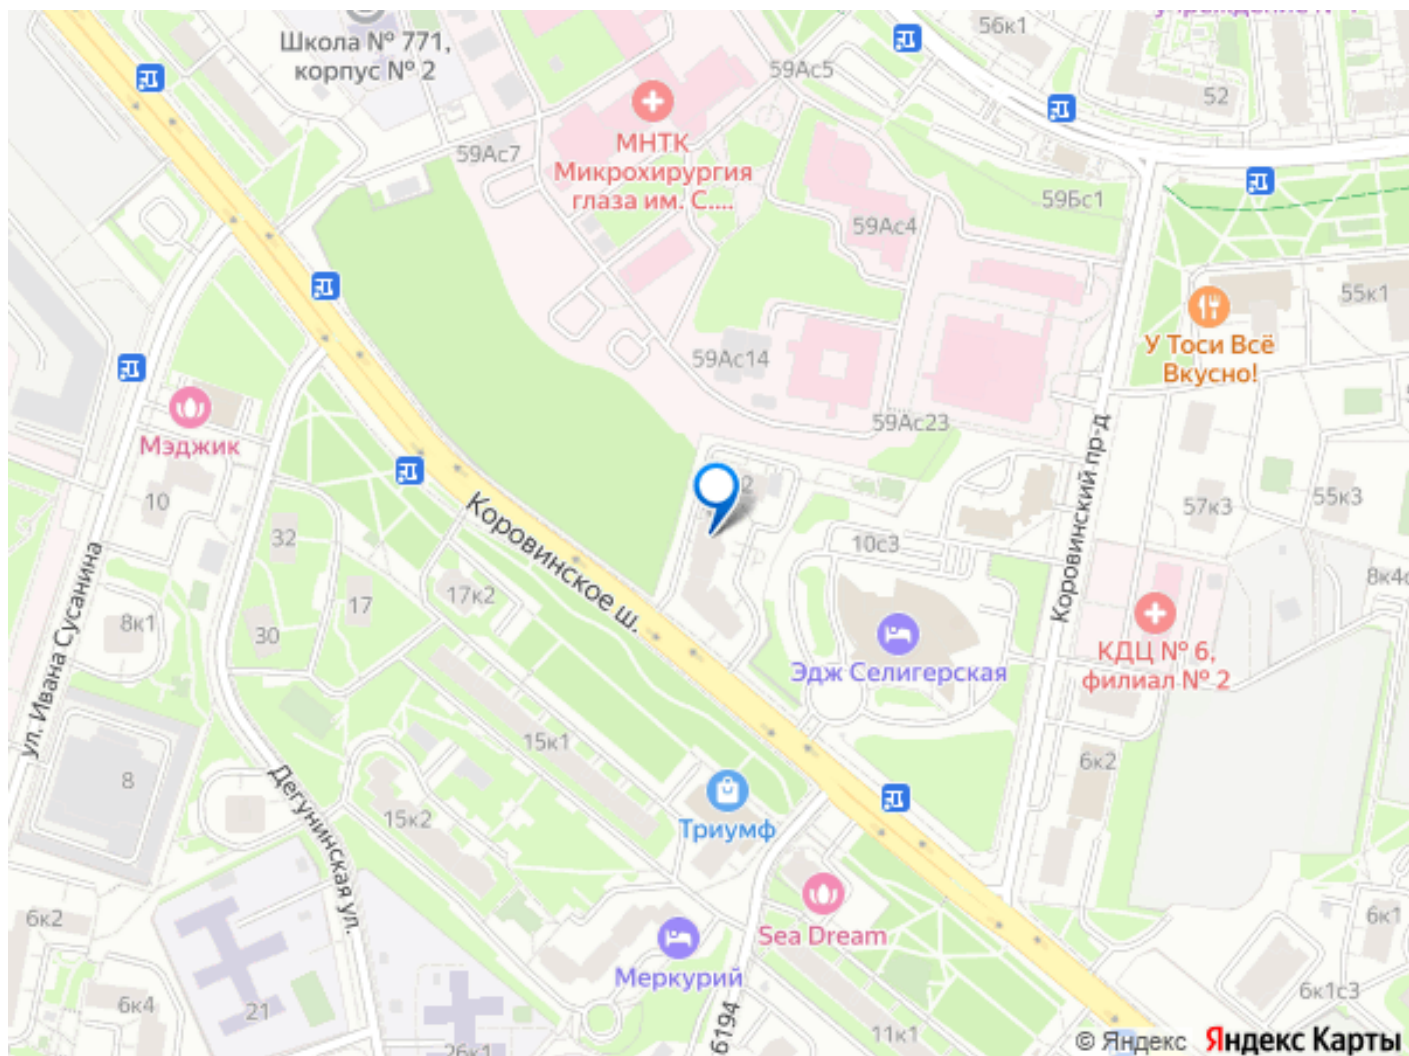 Школа № 771,
корпус № 2
56к1
59Ас5
52
МНТК
Микрохирургия
глаза им. С....
59Ас7
59Бс1
59Ас4
55к1
У Тоси Всё
Вкусно!
59Ас14
59Ас23
Мэджик
10
32
Коровинское ш.
Коровинский пр-д
57к3
55к3
10с3
17к2
17
30
8к1
ул. Ивана Сусанина
Эдж Селигерская
КДЦ № 6,
филиал № 2
15к1
6к2
8
Дегунинская ул.
15к2
Триумф
Sea Dream
Меркурий
6к2
6к4
21
26к1
6194
11к1
6к1
6к1с3
© Яндекс Яндекс Карты